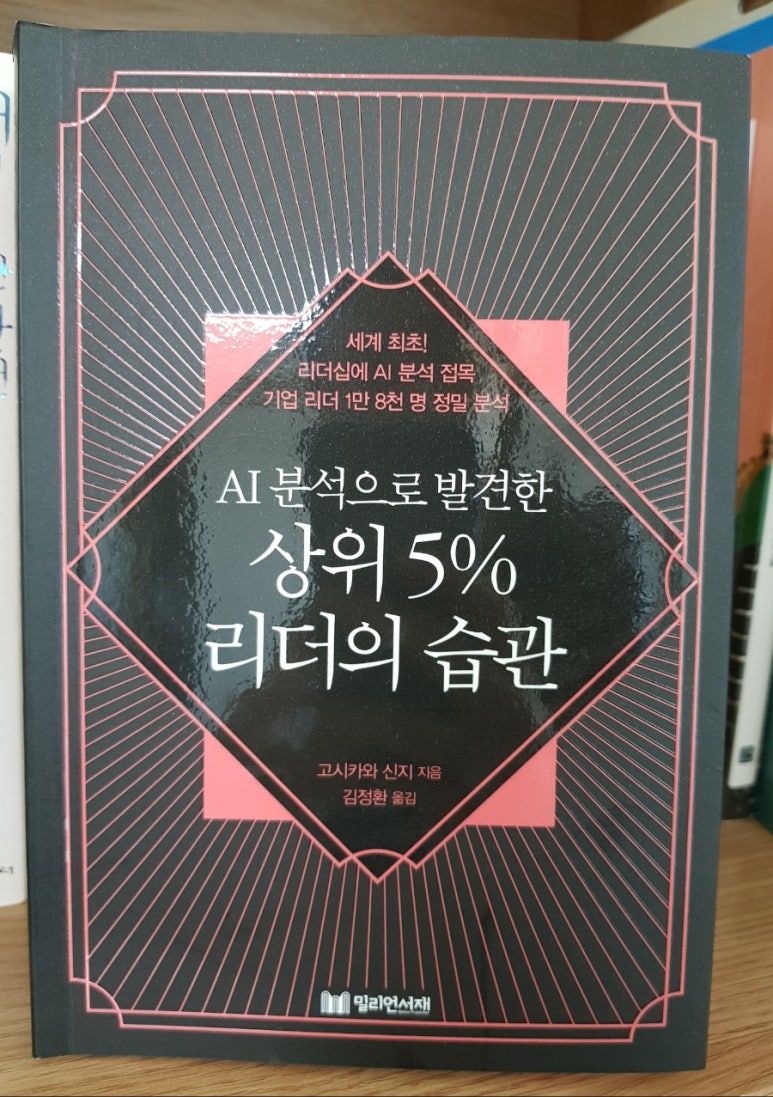 세계 최초!
리더십에 AI 분석 접목
기업 리더 1만 8천 명 정밀 분석
AI 분석으로 발견한
상위 5%
리더의 습관
고시카와 신지 지음
김정환 옮김
밀리언서재